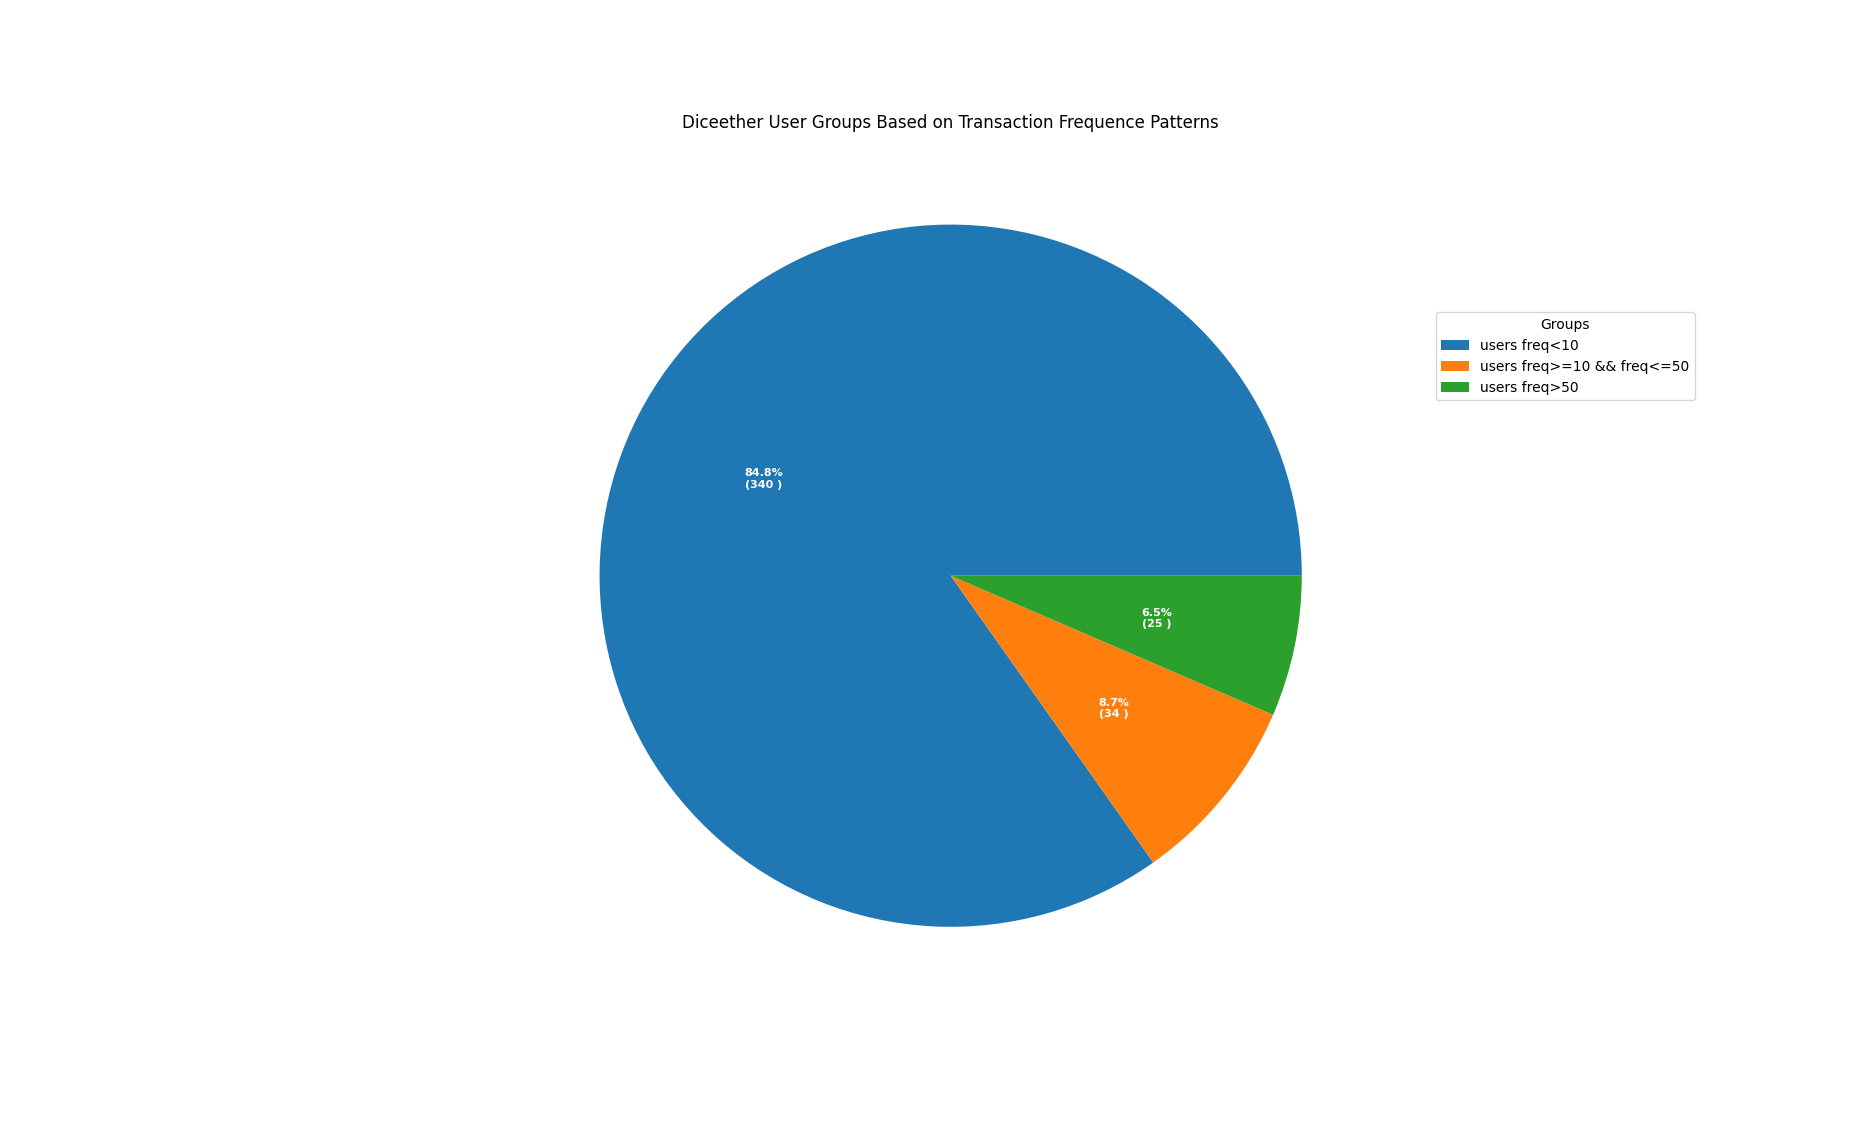 Diceether User Groups Based on Transaction Frequence Patterns
Groups
users freq<10
users freq>=10 && freq<=50
users freq>50
84.8%
(340 )
6.5%
(25 )
8.7%
(34 )